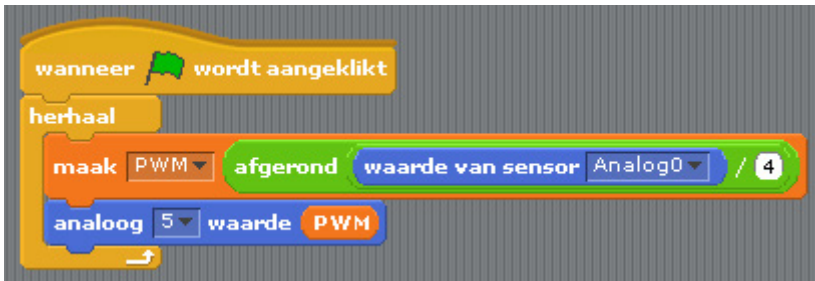 wanneer wordt aangeklikt
herhaal
maak PWM afgerond waarde van sensor Analog0 / 4
analoog 5 waarde PWM